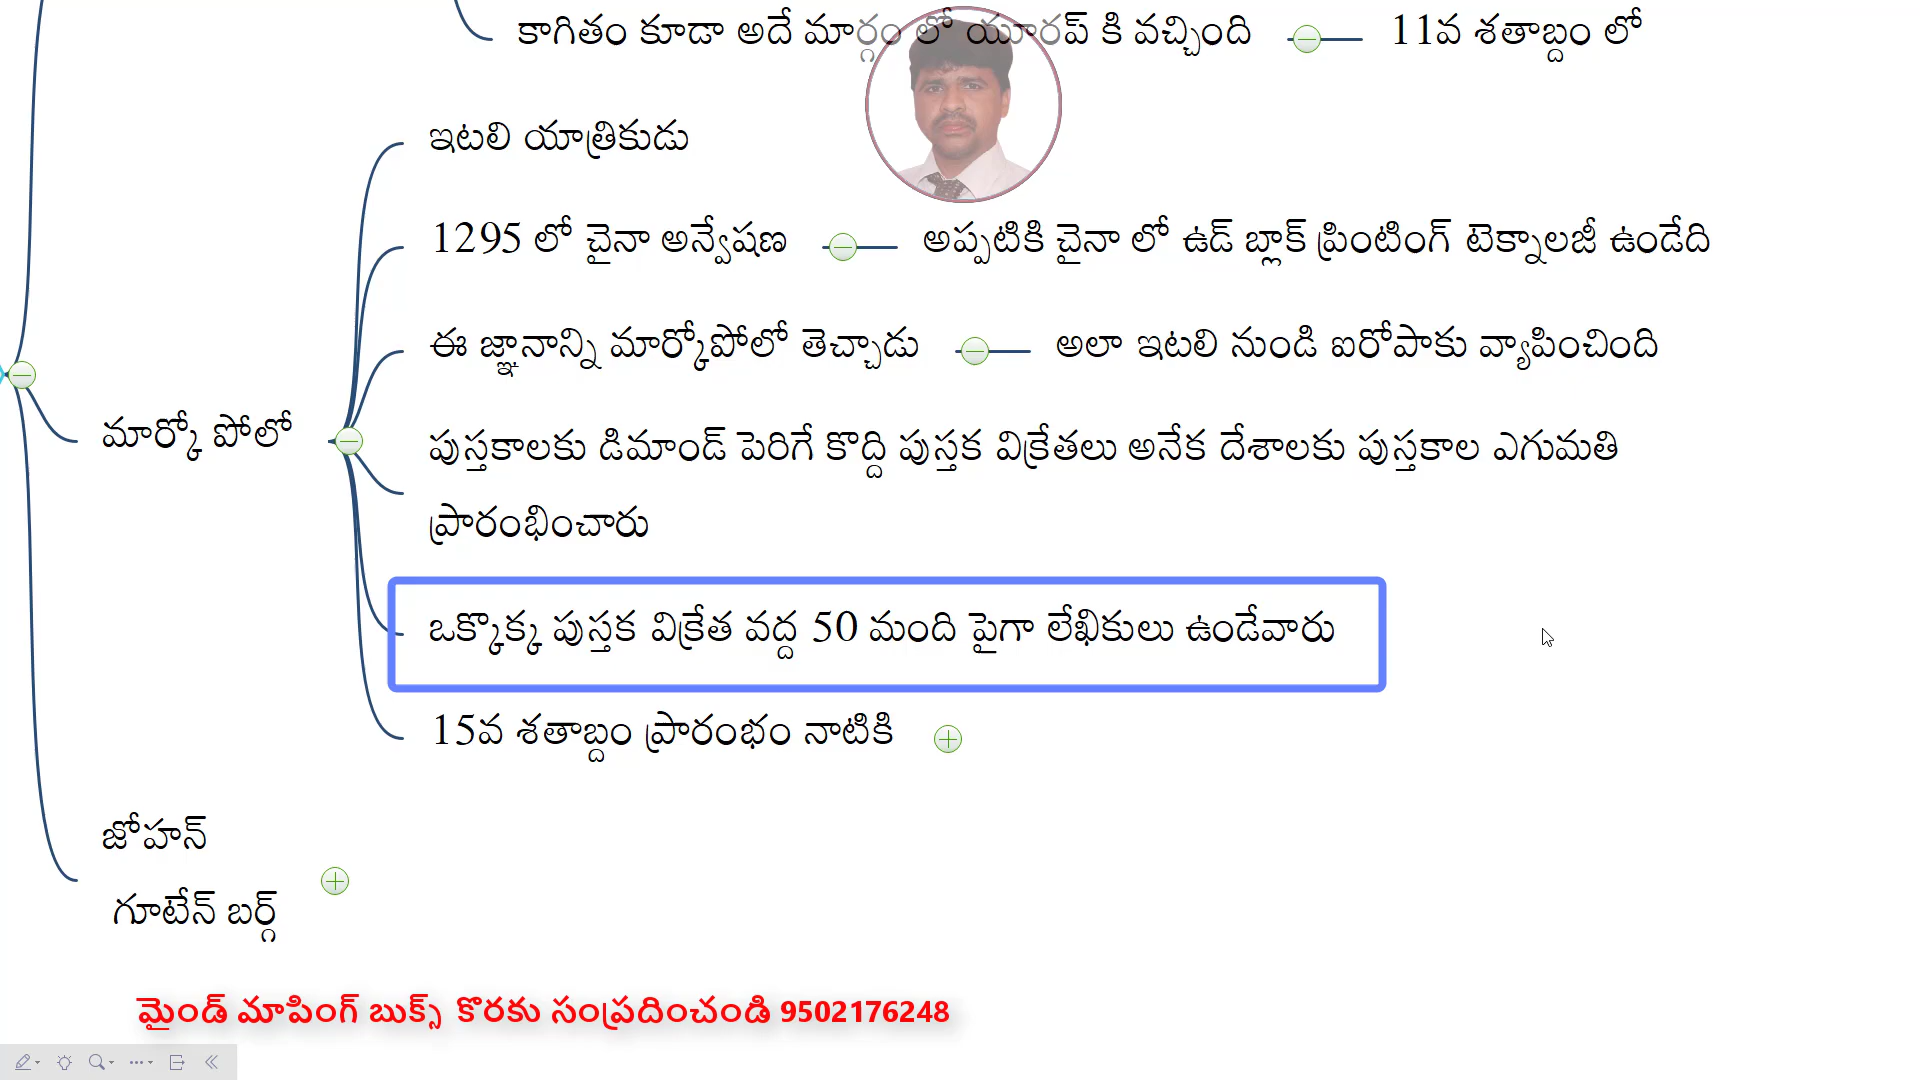 కాగితం కూడా అదే మార్గం లో యూరప్ కి వచ్చింది 11వ శతాబ్దం లో
ఇటలి యాత్రికుడు
1295 లో చైనా అన్వేషణ అప్పటికి చైనా లో ఉడ్ బ్లాక్ ప్రింటింగ్ టెక్నాలజీ ఉండేది
ఈ జ్ఞానాన్ని మార్కోపోలో తెచ్చాడు అలా ఇటలి నుండి ఐరోపాకు వ్యాపించింది
మార్కో పోలో
పుస్తకాలకు డిమాండ్ పెరిగే కొద్ది పుస్తక విక్రేతలు అనేక దేశాలకు పుస్తకాల ఎగుమతి
ప్రారంభించారు
ఒక్కొక్క పుస్తక విక్రేత వద్ద 50 మంది పైగా లేఖికులు ఉండేవారు
15వ శతాబ్దం ప్రారంభం నాటికి
జోహన్
గూటేన్ బర్గ్
మైండ్ మాపింగ్ బుక్స్ కొరకు సంప్రదించండి 9502176248